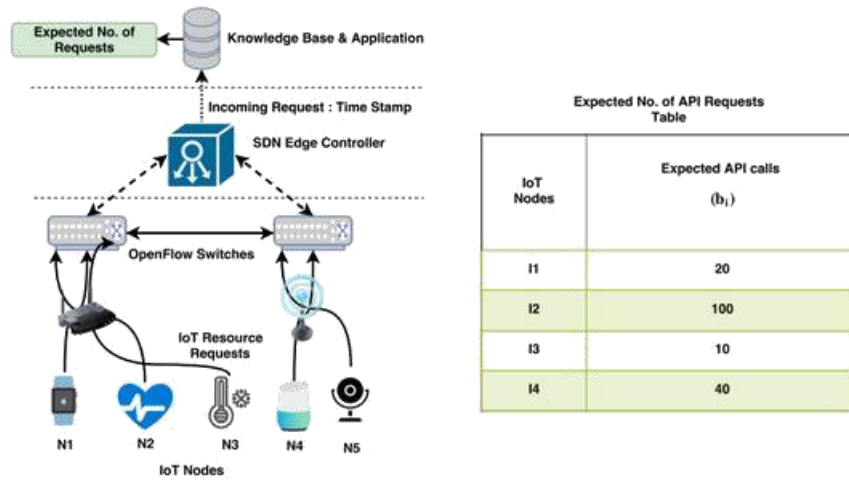 Expected No. of
Requests
Knowledge Base & Application
Incoming Request : Time Stamp
SDN Edge Controller
OpenFlow Switches
IoT Resource
Requests
N1
N2
N3
N4
N5
IoT Nodes
Expected No. of API Requests
Table
IoT
Nodes
Expected API calls
(bᵢ)
I1
20
I2
100
I3
10
I4
40